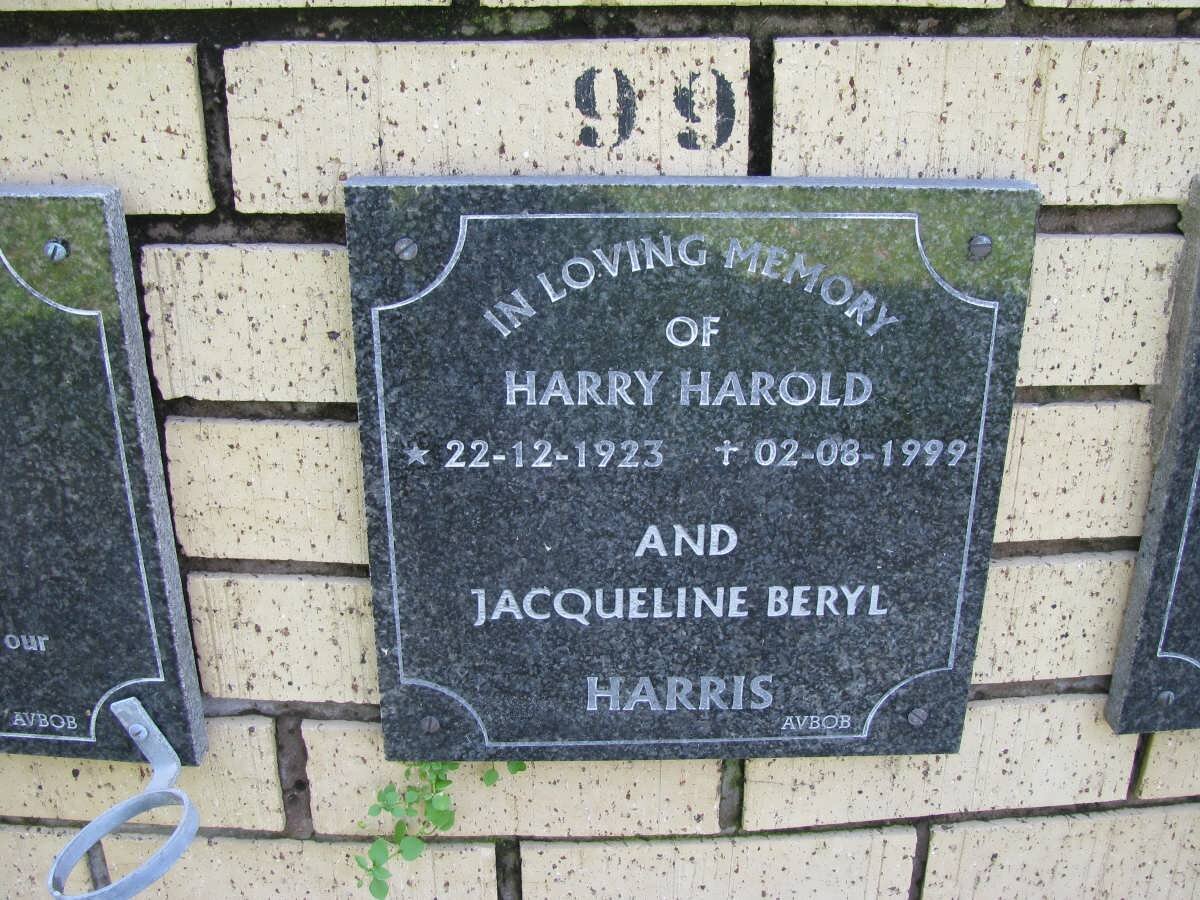 99
IN LOVING MEMORY
OF
HARRY HAROLD
★ 22-12-1923 ✝ 02-08-1999
AND
JACQUELINE BERYL
HARRIS
AVBOB
our
AVBOB